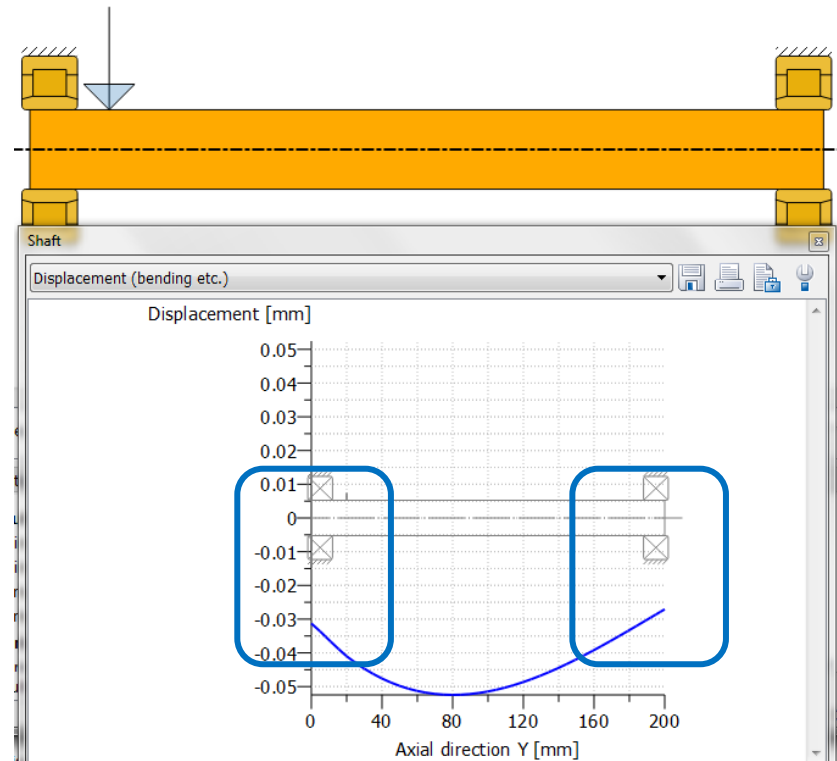 Shaft
Displacement (bending etc.)
Displacement [mm]
0.05
0.04
0.03
0.02
0.01
0
-0.01
-0.02
-0.03
-0.04
-0.05
0 40 80 120 160 200
Axial direction Y [mm]